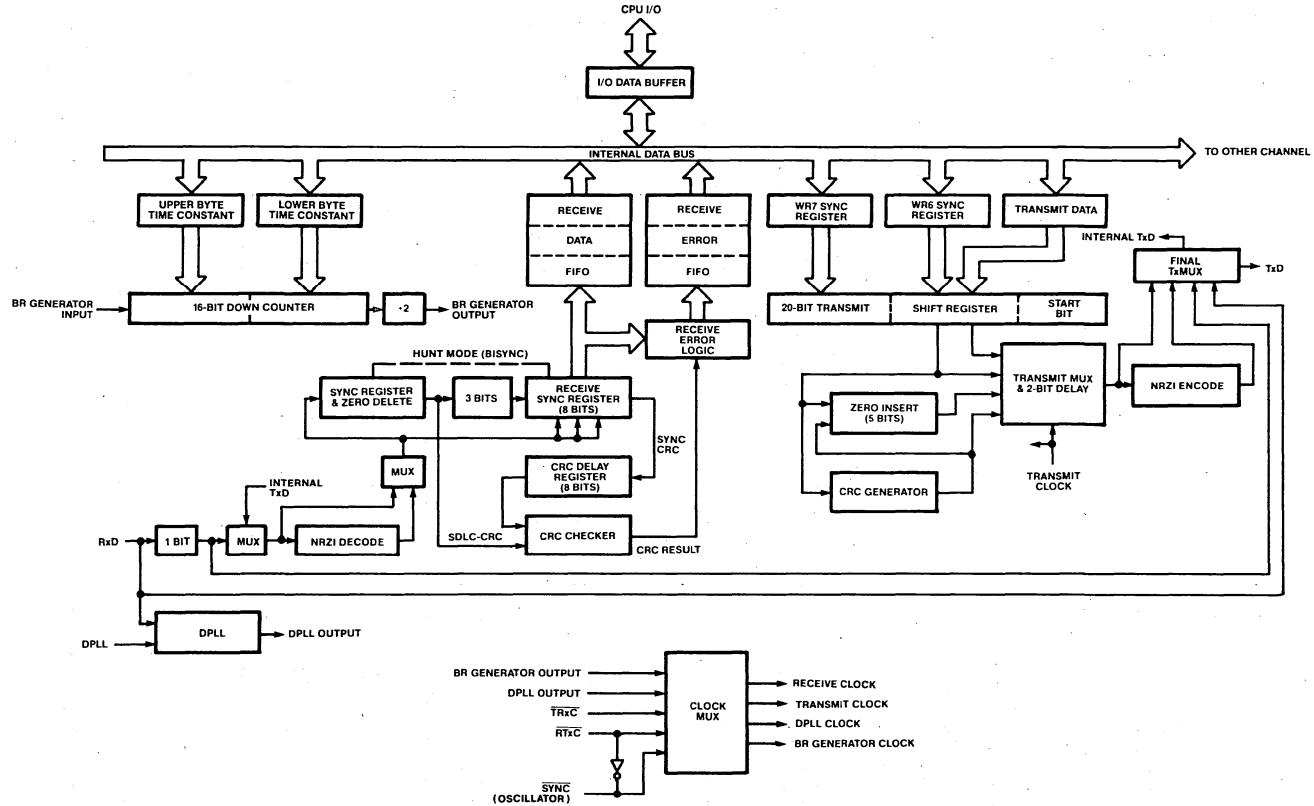 CPU I/O
I/O DATA BUFFER
INTERNAL DATA BUS
TO OTHER CHANNEL
UPPER BYTE
TIME CONSTANT
LOWER BYTE
TIME CONSTANT
RECEIVE
DATA
FIFO
RECEIVE
ERROR
FIFO
WR7 SYNC
REGISTER
WR6 SYNC
REGISTER
TRANSMIT DATA
INTERNAL TxD
FINAL
TxMUX
TxD
BR GENERATOR
INPUT
16-BIT DOWN COUNTER
÷2
BR GENERATOR
OUTPUT
RECEIVE
ERROR
LOGIC
20-BIT TRANSMIT
SHIFT REGISTER
START
BIT
HUNT MODE (BISYNC)
SYNC REGISTER
& ZERO DELETE
3 BITS
RECEIVE
SYNC REGISTER
(8 BITS)
TRANSMIT MUX
& 2-BIT DELAY
NRZI ENCODE
ZERO INSERT
(5 BITS)
SYNC
CRC
MUX
CRC DELAY
REGISTER
(8 BITS)
TRANSMIT
CLOCK
CRC GENERATOR
INTERNAL
TxD
RxD
1 BIT
MUX
NRZI DECODE
SDLC-CRC
CRC CHECKER
CRC RESULT
DPLL
DPLL
DPLL OUTPUT
BR GENERATOR OUTPUT
DPLL OUTPUT
TRxC
RTxC
SYNC
(OSCILLATOR)
CLOCK
MUX
RECEIVE CLOCK
TRANSMIT CLOCK
DPLL CLOCK
BR GENERATOR CLOCK